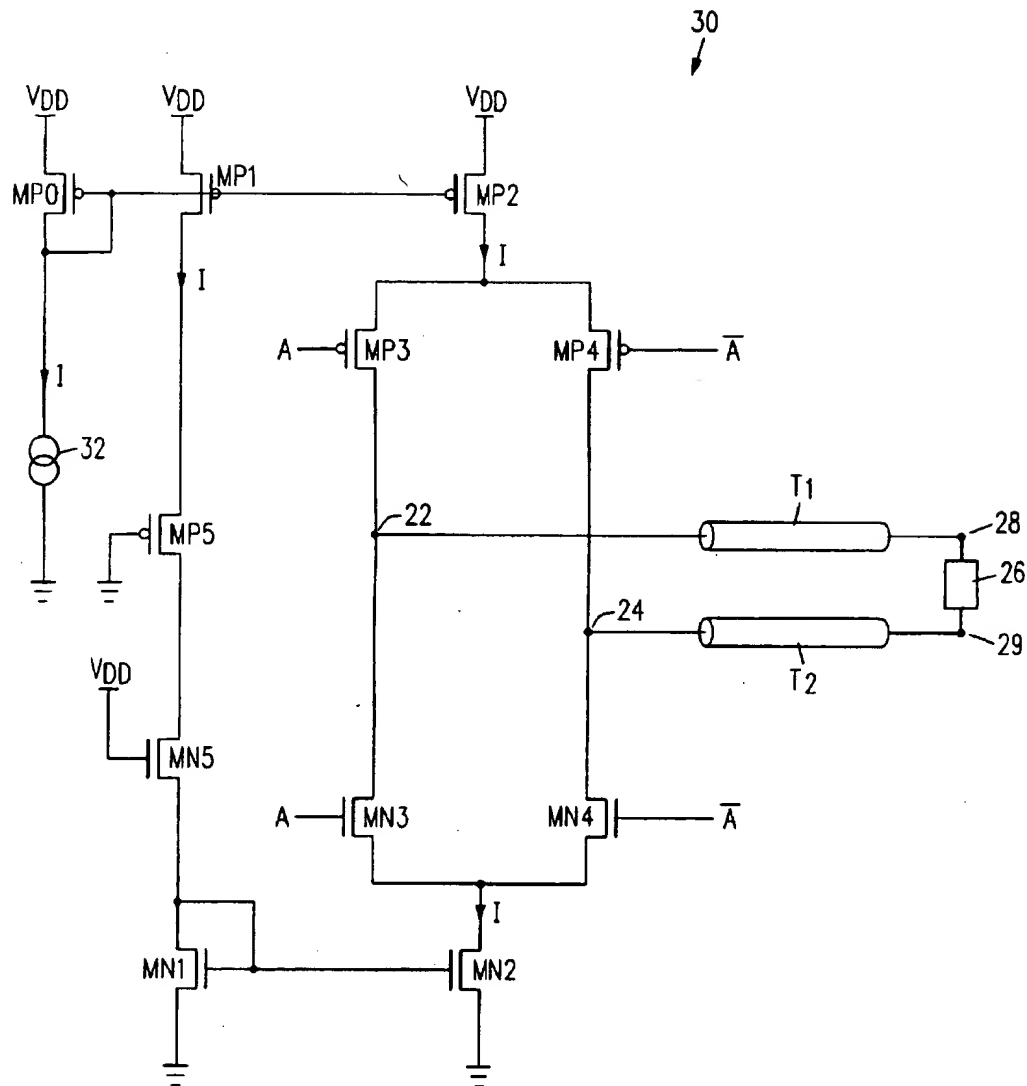 30
VDD
VDD
VDD
MP0
MP1
MP2
I
I
A
MP3
MP4
A̅
I
32
MP5
22
T1
28
26
24
29
T2
VDD
MN5
A
MN3
MN4
A̅
I
MN1
MN2